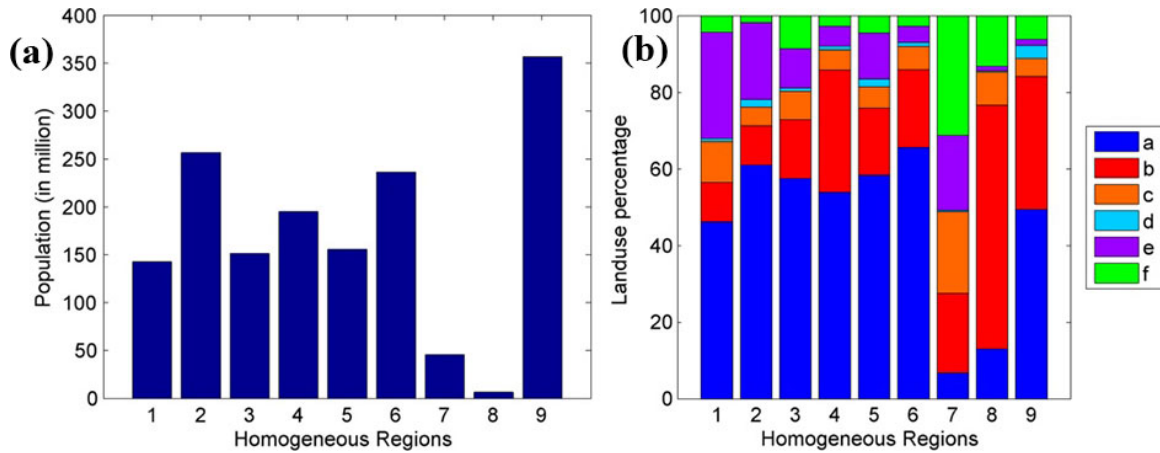 (a)
Population (in million)
400
350
300
250
200
150
100
50
0
1 2 3 4 5 6 7 8 9
Homogeneous Regions
(b)
Landuse percentage
100
80
60
40
20
0
1 2 3 4 5 6 7 8 9
Homogeneous Regions
a
b
c
d
e
f